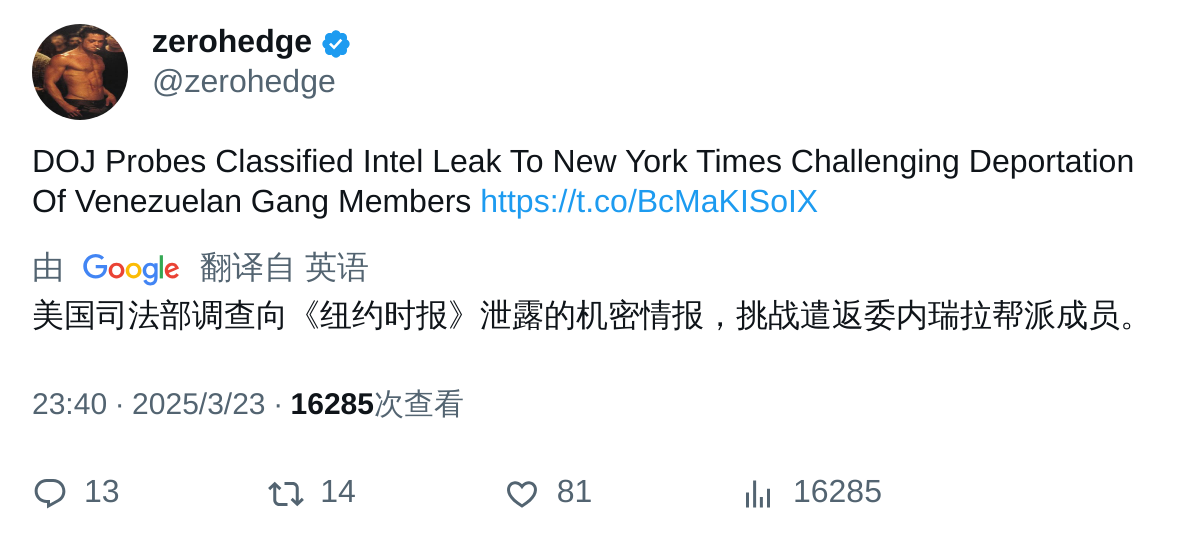 zerohedge
@zerohedge
DOJ Probes Classified Intel Leak To New York Times Challenging Deportation
Of Venezuelan Gang Members https://t.co/BcMaKISoIX
由 Google 翻译自 英语
美国司法部调查向《纽约时报》泄露的机密情报，挑战遣返委内瑞拉帮派成员。
23:40 · 2025/3/23 · 16285次查看
13 14 81 16285